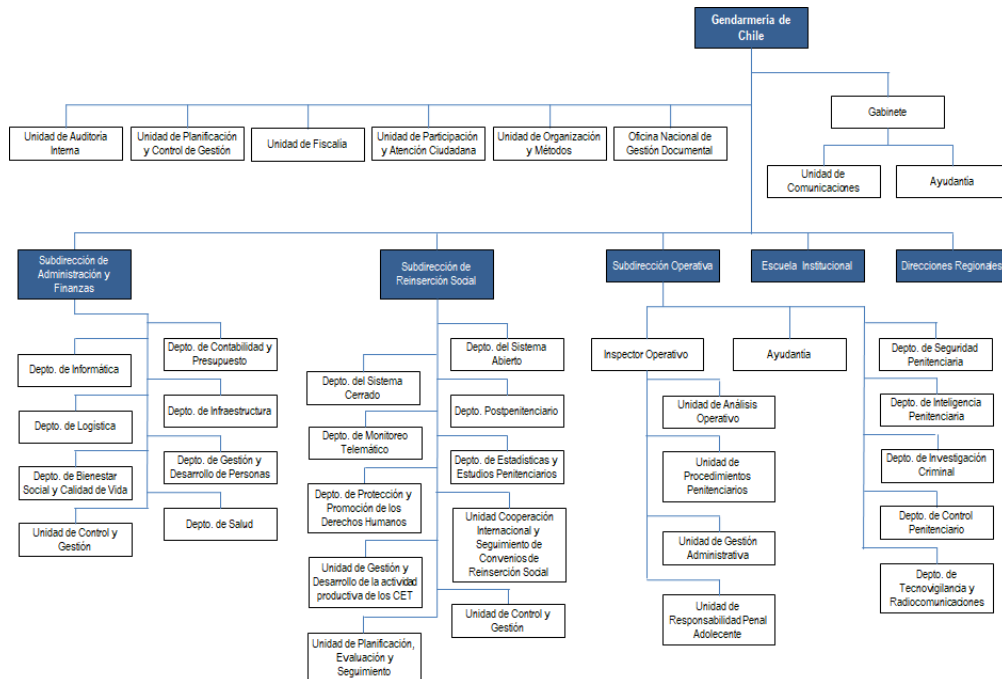 Gendarmería de
Chile
Gabinete
Unidad de Auditoría
Interna
Unidad de Planificación
y Control de Gestión
Unidad de Fiscalía
Unidad de Participación
y Atención Ciudadana
Unidad de Organización
y Métodos
Oficina Nacional de
Gestión Documental
Unidad de
Comunicaciones
Ayudantía
Subdirección de
Administración y
Finanzas
Subdirección de
Reinserción Social
Subdirección Operativa
Escuela Institucional
Direcciones Regionales
Depto. de Contabilidad y
Presupuesto
Depto. de Informática
Depto. de Infraestructura
Depto. de Logística
Depto. de Gestión y
Desarrollo de Personas
Depto. de Bienestar
Social y Calidad de Vida
Depto. de Salud
Unidad de Control y
Gestión
Depto. del Sistema
Abierto
Depto. del Sistema
Cerrado
Depto. Postpenitenciario
Depto. de Monitoreo
Telemático
Depto. de Estadísticas y
Estudios Penitenciarios
Depto. de Protección y
Promoción de los
Derechos Humanos
Unidad Cooperación
Internacional y
Seguimiento de
Convenios de
Reinserción Social
Unidad de Gestión y
Desarrollo de la actividad
productiva de los CET
Unidad de Control y
Gestión
Unidad de Planificación,
Evaluación y
Seguimiento
Inspector Operativo
Ayudantía
Unidad de Análisis
Operativo
Unidad de
Procedimientos
Penitenciarios
Unidad de Gestión
Administrativa
Unidad de
Responsabilidad Penal
Adolecente
Depto. de Seguridad
Penitenciaria
Depto. de Inteligencia
Penitenciaria
Depto. de Investigación
Criminal
Depto. de Control
Penitenciario
Depto. de
Tecnovigilancia y
Radiocomunicaciones